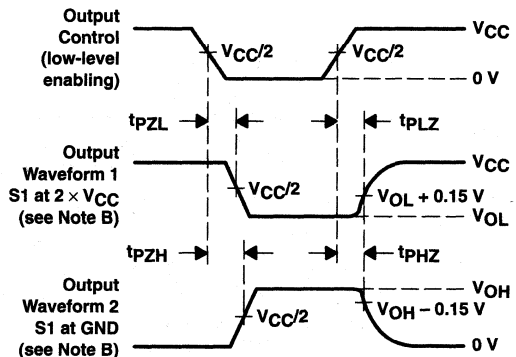 Output
Control
(low-level
enabling)
VCC/2
VCC/2
VCC
0 V
tPZL
tPLZ
Output
Waveform 1
S1 at 2 × VCC
(see Note B)
VCC/2
VCC
VOL + 0.15 V
VOL
tPZH
tPHZ
Output
Waveform 2
S1 at GND
(see Note B)
VCC/2
VOH
VOH − 0.15 V
0 V